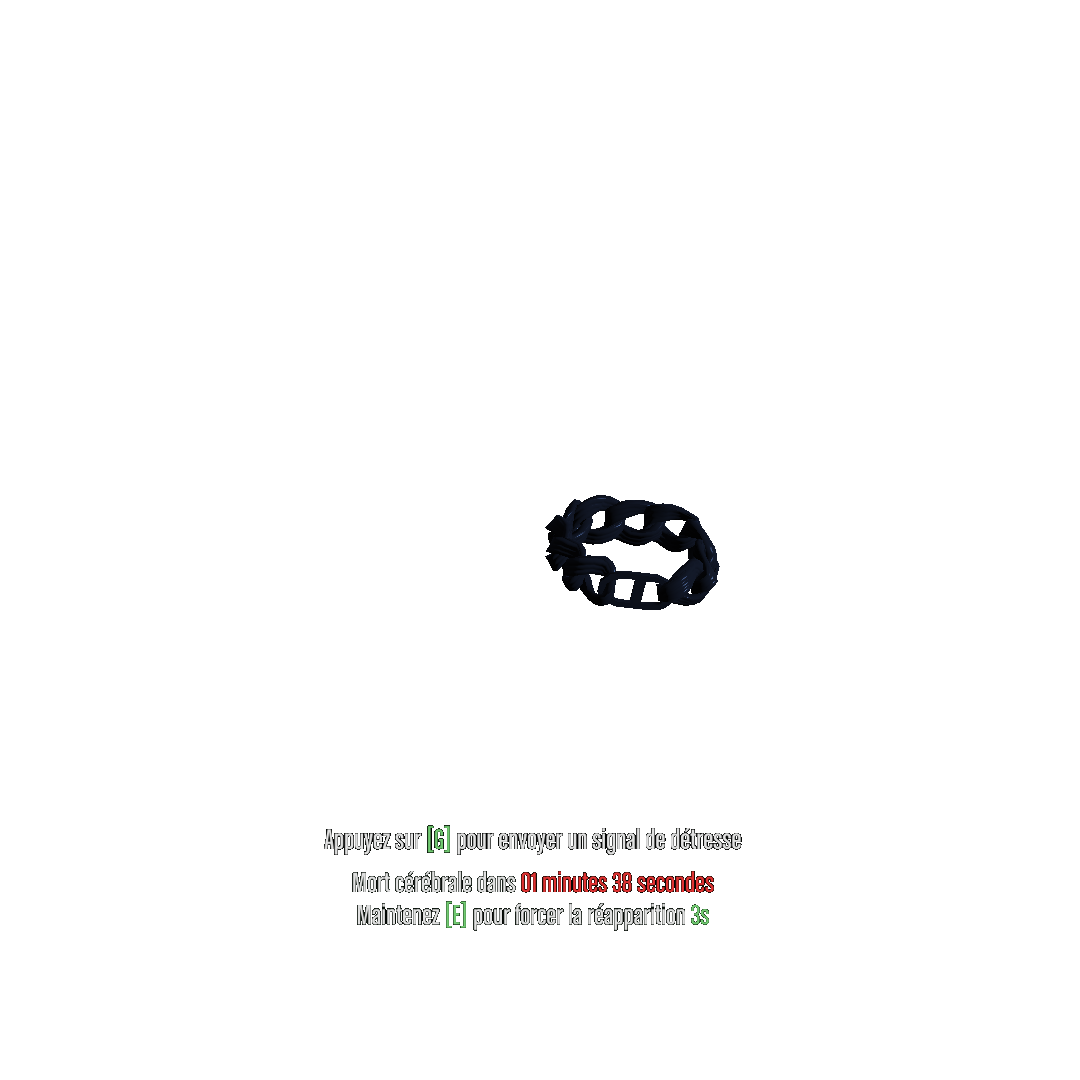 Appuyez sur [G] pour envoyer un signal de détresse
Mort cérébrale dans 01 minutes 38 secondes
Maintenez [E] pour forcer la réapparition 3s